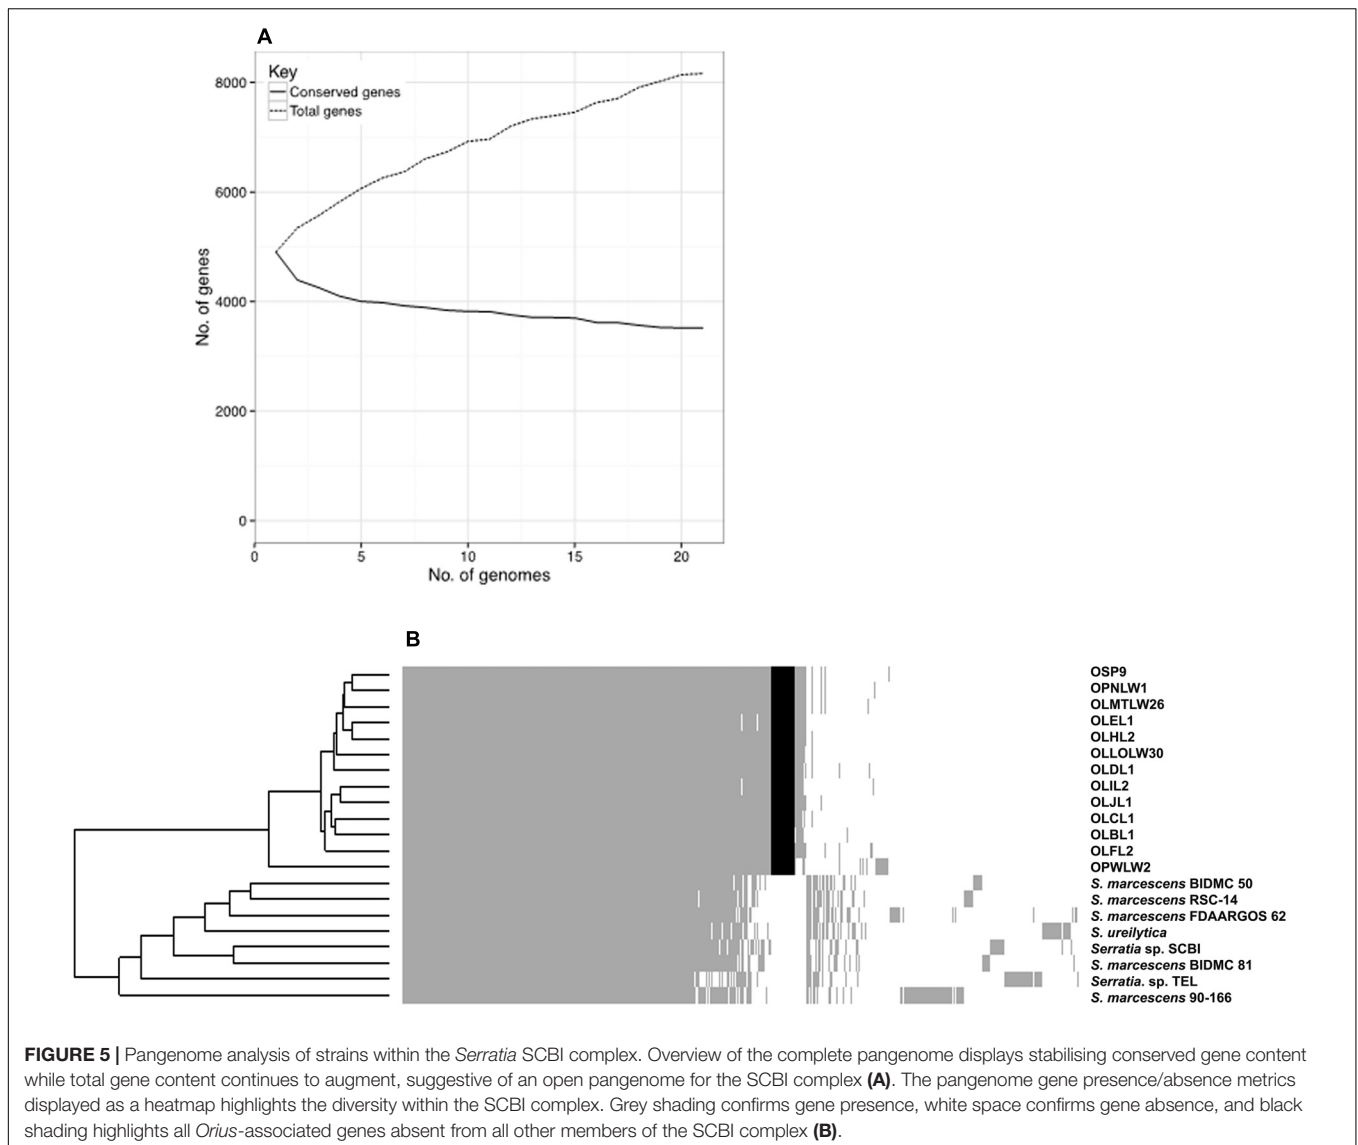 A
Key
Conserved genes
Total genes
8000
6000
4000
2000
0
No. of genes
0 5 10 15 20
No. of genomes
B
OSP9
OPNLW1
OLMTLW26
OLEL1
OLHL2
OLLOLW30
OLDL1
OLIL2
OLJL1
OLCL1
OLBL1
OLFL2
OPWLW2
S. marcescens BIDMC 50
S. marcescens RSC-14
S. marcescens FDAARGOS 62
S. ureilytica
Serratia sp. SCBI
S. marcescens BIDMC 81
Serratia. sp. TEL
S. marcescens 90-166
FIGURE 5 | Pangenome analysis of strains within the Serratia SCBI complex. Overview of the complete pangenome displays stabilising conserved gene content
while total gene content continues to augment, suggestive of an open pangenome for the SCBI complex (A). The pangenome gene presence/absence metrics
displayed as a heatmap highlights the diversity within the SCBI complex. Grey shading confirms gene presence, white space confirms gene absence, and black
shading highlights all Orius-associated genes absent from all other members of the SCBI complex (B).